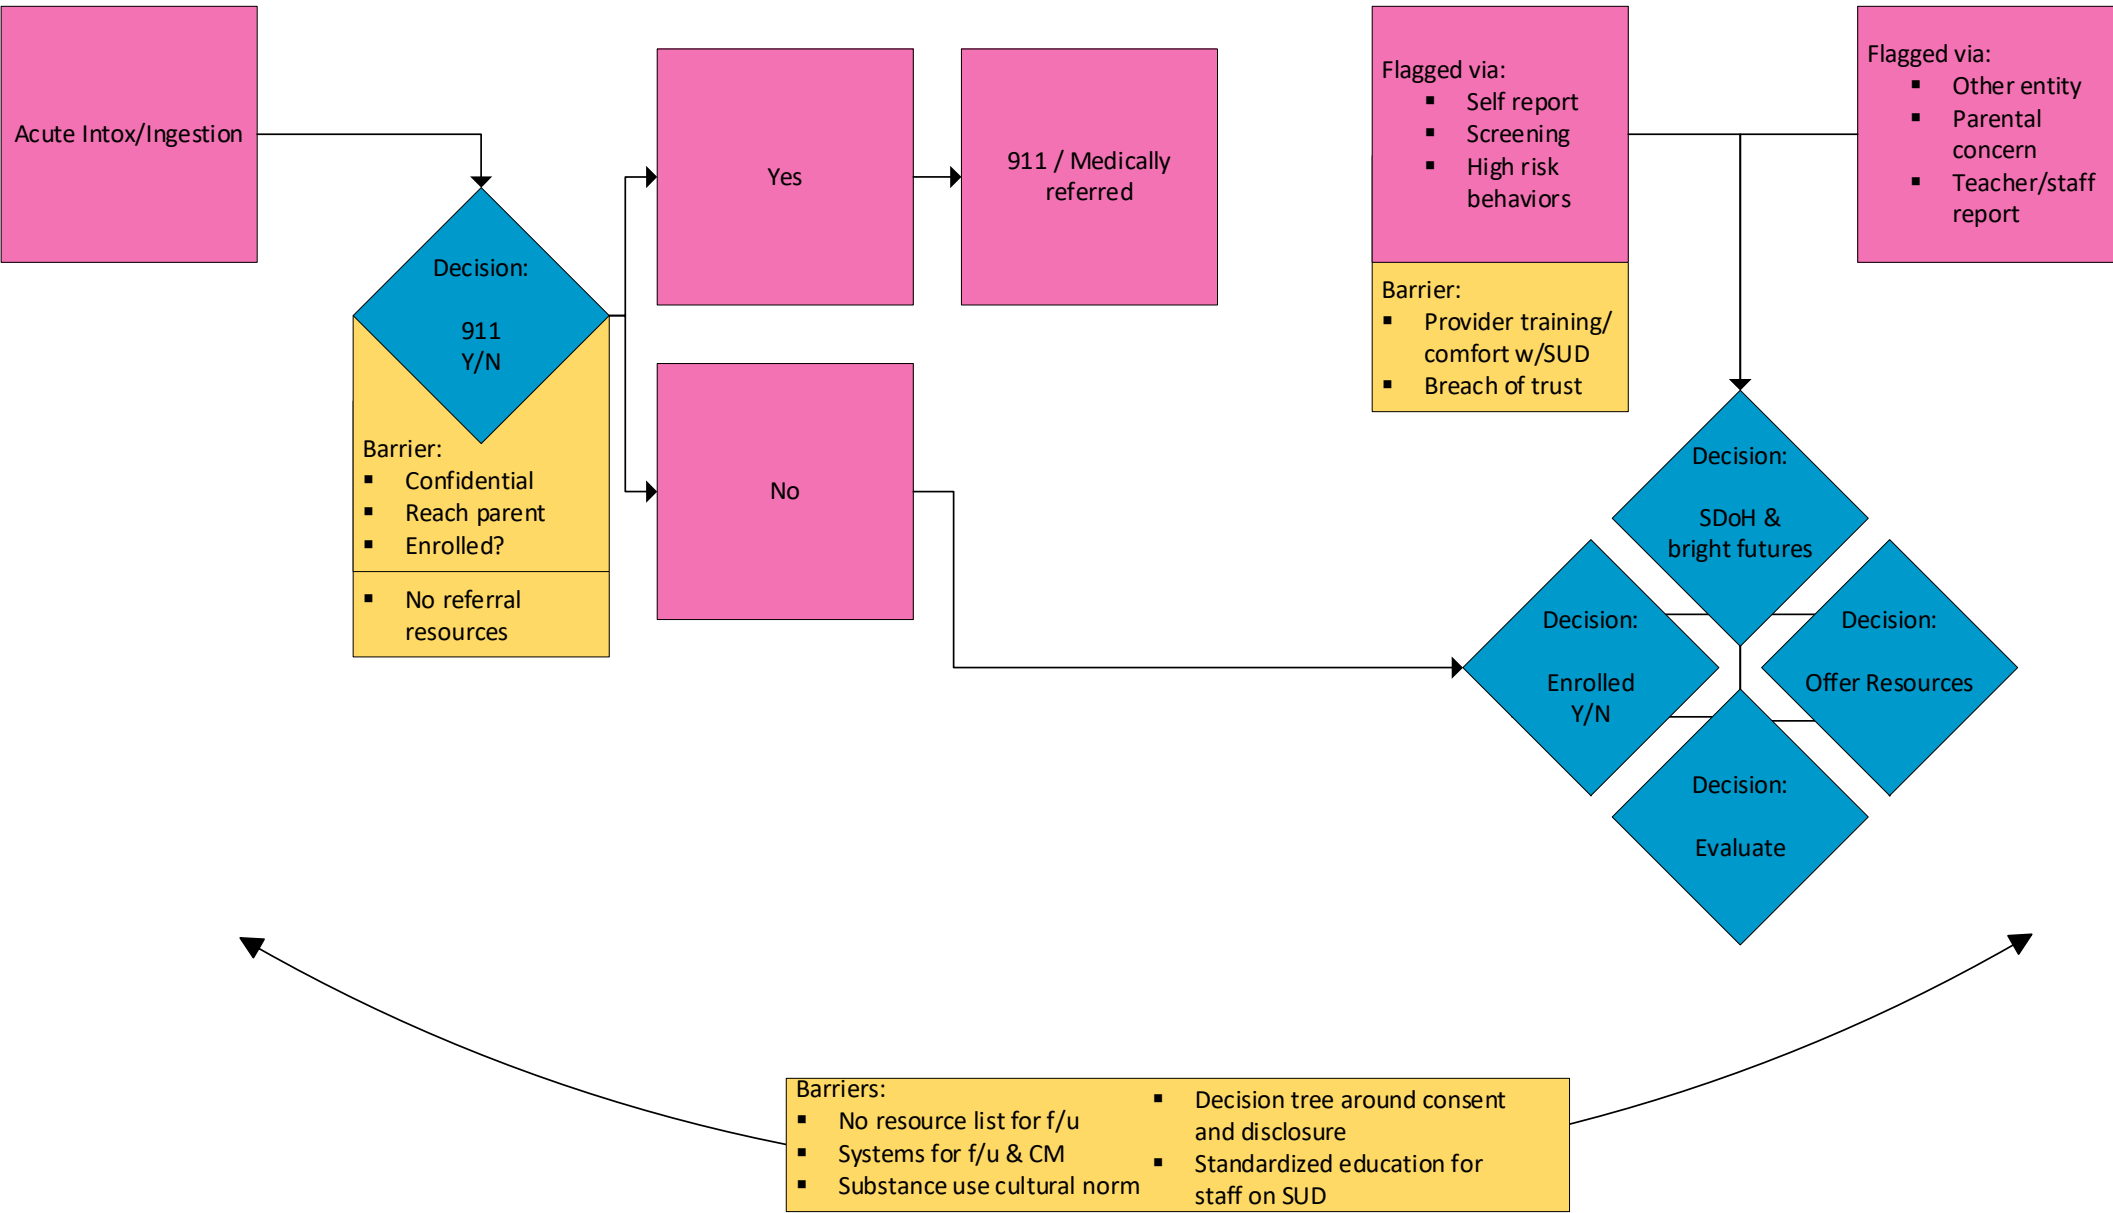 Acute Intox/Ingestion
Decision:
911
Y/N
Barrier:
▪ Confidential
▪ Reach parent
▪ Enrolled?
▪ No referral
resources
Yes
911 / Medically
referred
No
Flagged via:
▪ Self report
▪ Screening
▪ High risk
behaviors
Barrier:
▪ Provider training/
comfort w/SUD
▪ Breach of trust
Flagged via:
▪ Other entity
▪ Parental
concern
▪ Teacher/staff
report
Decision:
SDoH &
bright futures
Decision:
Enrolled
Y/N
Decision:
Offer Resources
Decision:
Evaluate
Barriers:
▪ No resource list for f/u
▪ Systems for f/u & CM
▪ Substance use cultural norm
▪ Decision tree around consent
and disclosure
▪ Standardized education for
staff on SUD